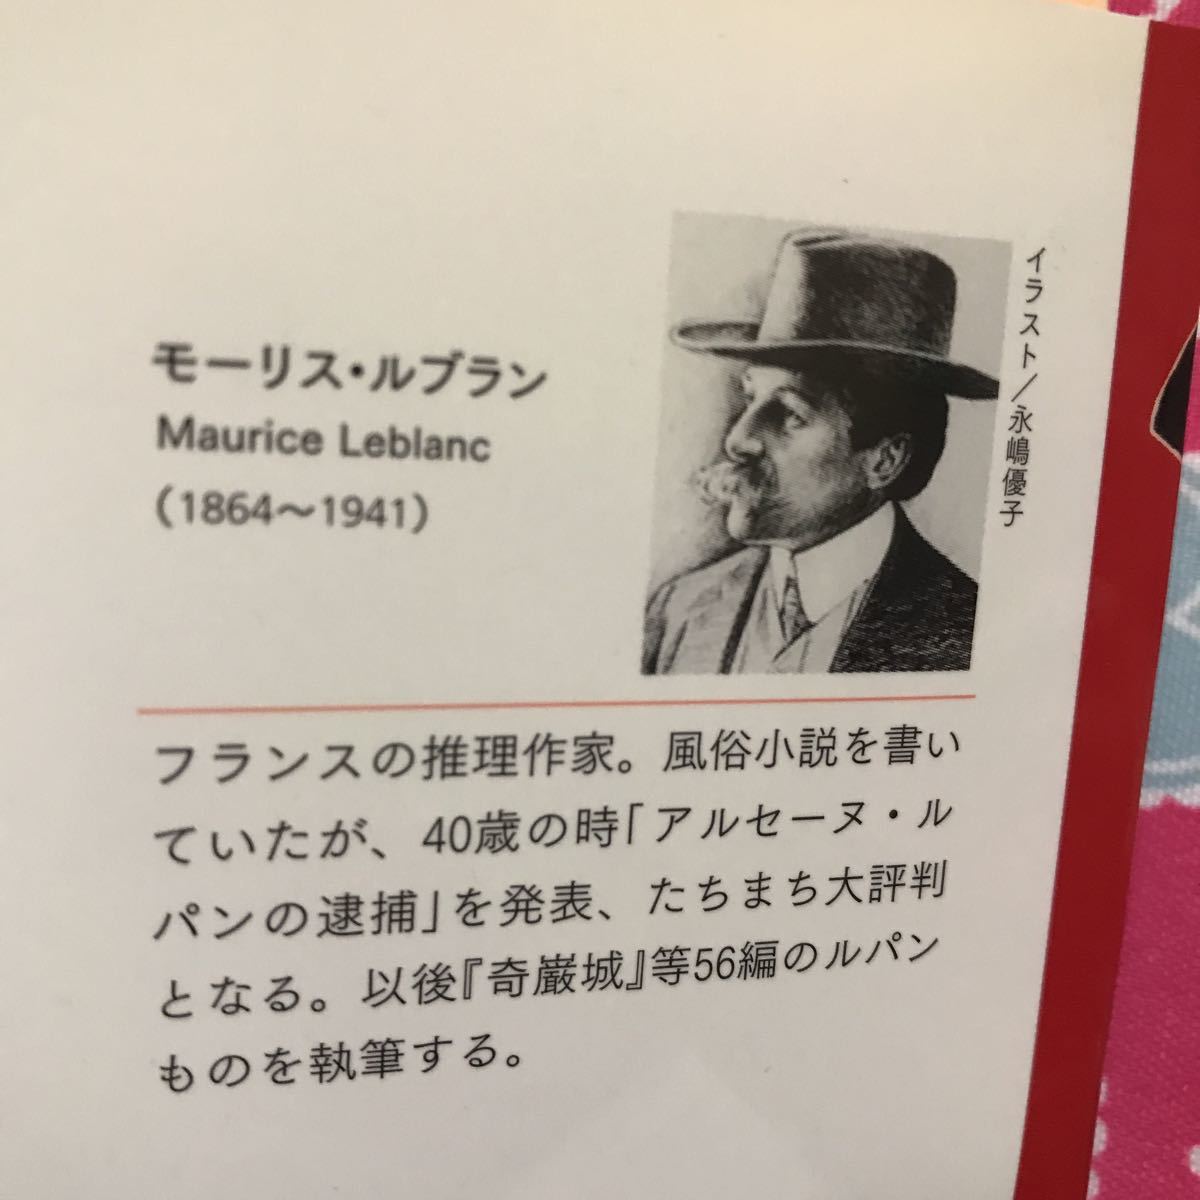 モーリス・ルブラン
Maurice Leblanc
（1864～1941）
イラスト／永嶋優子
フランスの推理作家。風俗小説を書い
ていたが、40歳の時「アルセーヌ・ル
パンの逮捕」を発表、たちまち大評判
となる。以後『奇巌城』等56編のルパン
ものを執筆する。